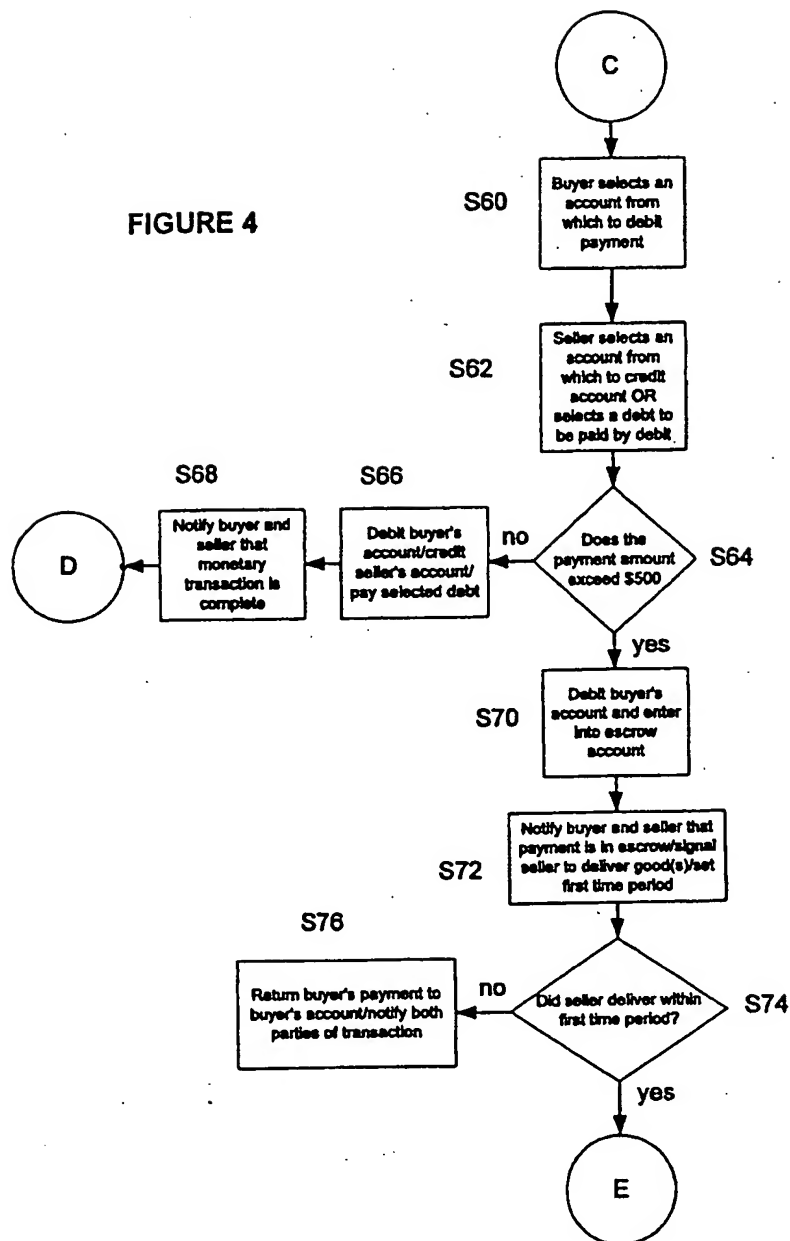 C
S60
Buyer selects an
account from
which to debit
payment
FIGURE 4
S62
Seller selects an
account from
which to credit
account OR
selects a debt to
be paid by debit
S68
Notify buyer and
seller that
monetary
transaction is
complete
S66
Debit buyer's
account/credit
seller's account/
pay selected debt
no
Does the
payment amount
exceed $500
S64
D
yes
S70
Debit buyer's
account and enter
into escrow
account
S72
Notify buyer and seller that
payment is in escrow/signal
seller to deliver good(s)/set
first time period
S76
Return buyer's payment to
buyer's account/notify both
parties of transaction
no
Did seller deliver within
first time period?
S74
yes
E